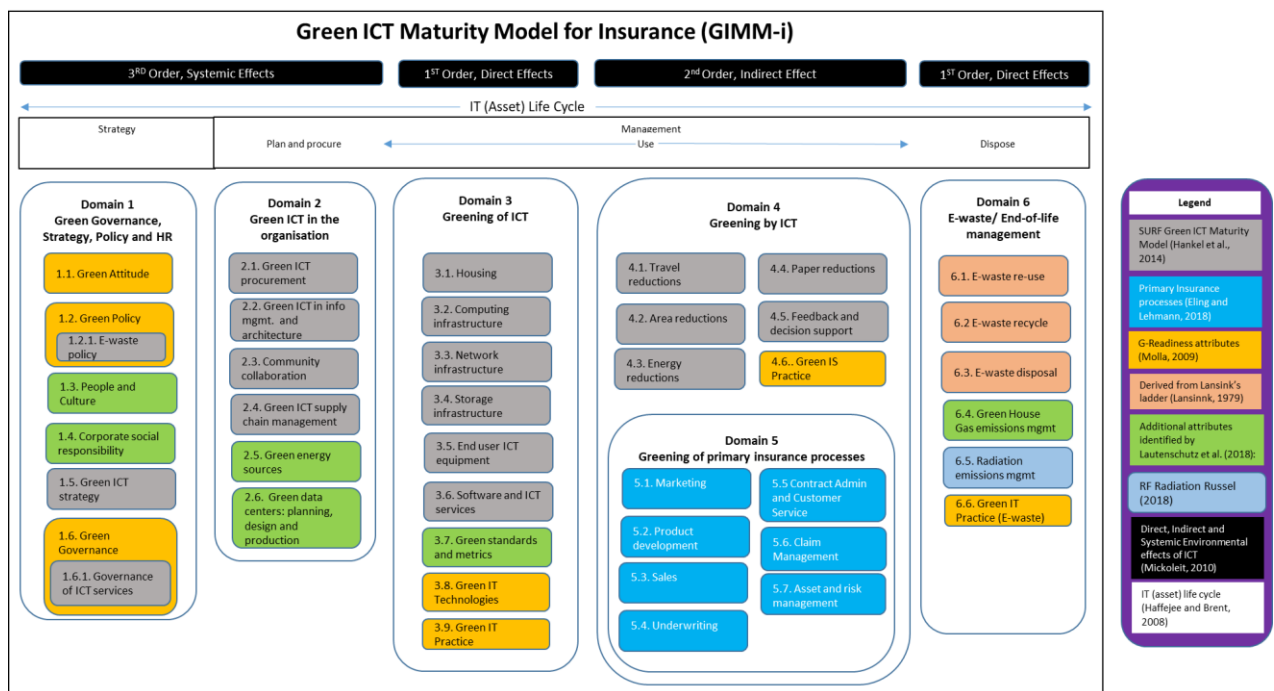 Green ICT Maturity Model for Insurance (GIMM-i)
3RD Order, Systemic Effects
1ST Order, Direct Effects
2nd Order, Indirect Effect
1ST Order, Direct Effects
IT (Asset) Life Cycle
Strategy
Management
Plan and procure
Use
Dispose
Domain 1
Green Governance,
Strategy, Policy and HR
1.1. Green Attitude
1.2. Green Policy
1.2.1. E-waste
policy
1.3. People and
Culture
1.4. Corporate social
responsibility
1.5. Green ICT
strategy
1.6. Green
Governance
1.6.1. Governance
of ICT services
Domain 2
Green ICT in the
organisation
2.1. Green ICT
procurement
2.2. Green ICT in info
mgmt. and
architecture
2.3. Community
collaboration
2.4. Green ICT supply
chain management
2.5. Green energy
sources
2.6. Green data
centers: planning,
design and
production
Domain 3
Greening of ICT
3.1. Housing
3.2. Computing
infrastructure
3.3. Network
infrastructure
3.4. Storage
infrastructure
3.5. End user ICT
equipment
3.6. Software and ICT
services
3.7. Green standards
and metrics
3.8. Green IT
Technologies
3.9. Green IT
Practice
Domain 4
Greening by ICT
4.1. Travel
reductions
4.2. Area reductions
4.3. Energy
reductions
4.4. Paper reductions
4.5. Feedback and
decision support
4.6.. Green IS
Practice
Domain 5
Greening of primary insurance processes
5.1. Marketing
5.2. Product
development
5.3. Sales
5.4. Underwriting
5.5 Contract Admin
and Customer
Service
5.6. Claim
Management
5.7. Asset and risk
management
Domain 6
E-waste/ End-of-life
management
6.1. E-waste re-use
6.2 E-waste recycle
6.3. E-waste disposal
6.4. Green House
Gas emissions mgmt
6.5. Radiation
emissions mgmt
6.6. Green IT
Practice (E-waste)
Legend
SURF Green ICT Maturity
Model (Hankel et al.,
2014)
Primary Insurance
processes (Eling and
Lehmann, 2018)
G-Readiness attributes
(Molla, 2009)
Derived from Lansink's
ladder (Lansinnk, 1979)
Additional attributes
identified by
Lautenschutz et al. (2018):
RF Radiation Russel
(2018)
Direct, Indirect and
Systemic Environmental
effects of ICT
(Mickoleit, 2010)
IT (asset) life cycle
(Haffejee and Brent,
2008)